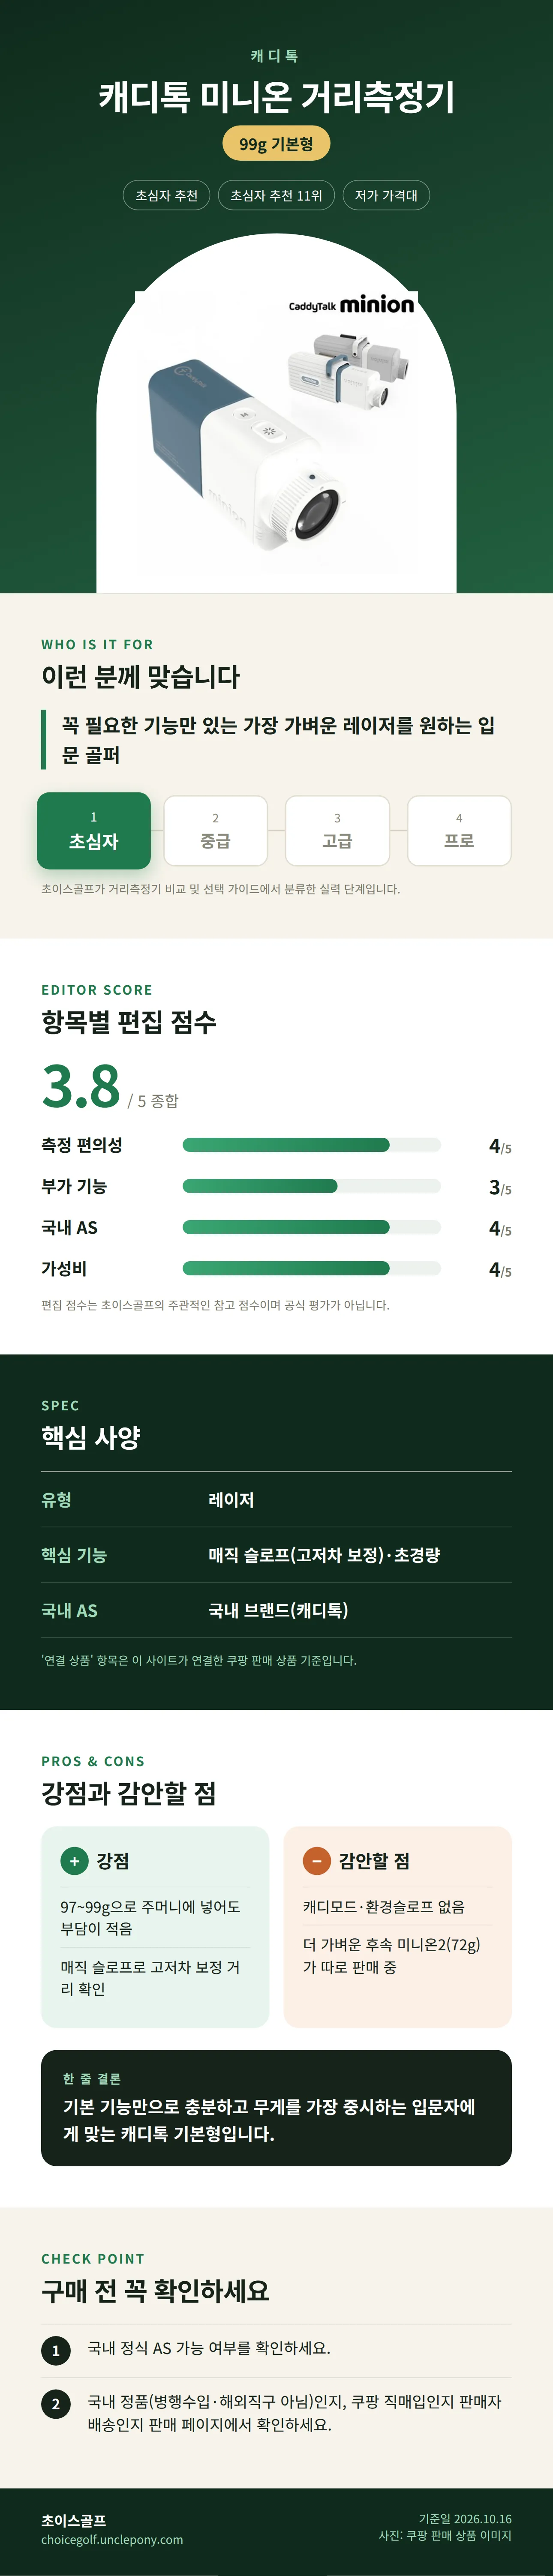 캐디톡
캐디톡 미니온 거리측정기
99g 기본형
초심자 추천
초심자 추천 11위
저가 가격대
CaddyTalk minion
minion
WHO IS IT FOR
이런 분께 맞습니다
꼭 필요한 기능만 있는 가장 가벼운 레이저를 원하는 입
문 골퍼
1
초심자
2
중급
3
고급
4
프로
초이스골프가 거리측정기 비교 및 선택 가이드에서 분류한 실력 단계입니다.
EDITOR SCORE
항목별 편집 점수
3.8 / 5 종합
측정 편의성 4/5
부가 기능 3/5
국내 AS 4/5
가성비 4/5
편집 점수는 초이스골프의 주관적인 참고 점수이며 공식 평가가 아닙니다.
SPEC
핵심 사양
유형 레이저
핵심 기능 매직 슬로프(고저차 보정)·초경량
국내 AS 국내 브랜드(캐디톡)
'연결 상품' 항목은 이 사이트가 연결한 쿠팡 판매 상품 기준입니다.
PROS & CONS
강점과 감안할 점
+ 강점
97~99g으로 주머니에 넣어도
부담이 적음
매직 슬로프로 고저차 보정 거
리 확인
− 감안할 점
캐디모드·환경슬로프 없음
더 가벼운 후속 미니온2(72g)
가 따로 판매 중
한 줄 결론
기본 기능만으로 충분하고 무게를 가장 중시하는 입문자에
게 맞는 캐디톡 기본형입니다.
CHECK POINT
구매 전 꼭 확인하세요
1 국내 정식 AS 가능 여부를 확인하세요.
2 국내 정품(병행수입·해외직구 아님)인지, 쿠팡 직매입인지 판매자
배송인지 판매 페이지에서 확인하세요.
초이스골프
choicegolf.unclepony.com
기준일 2026.10.16
사진: 쿠팡 판매 상품 이미지